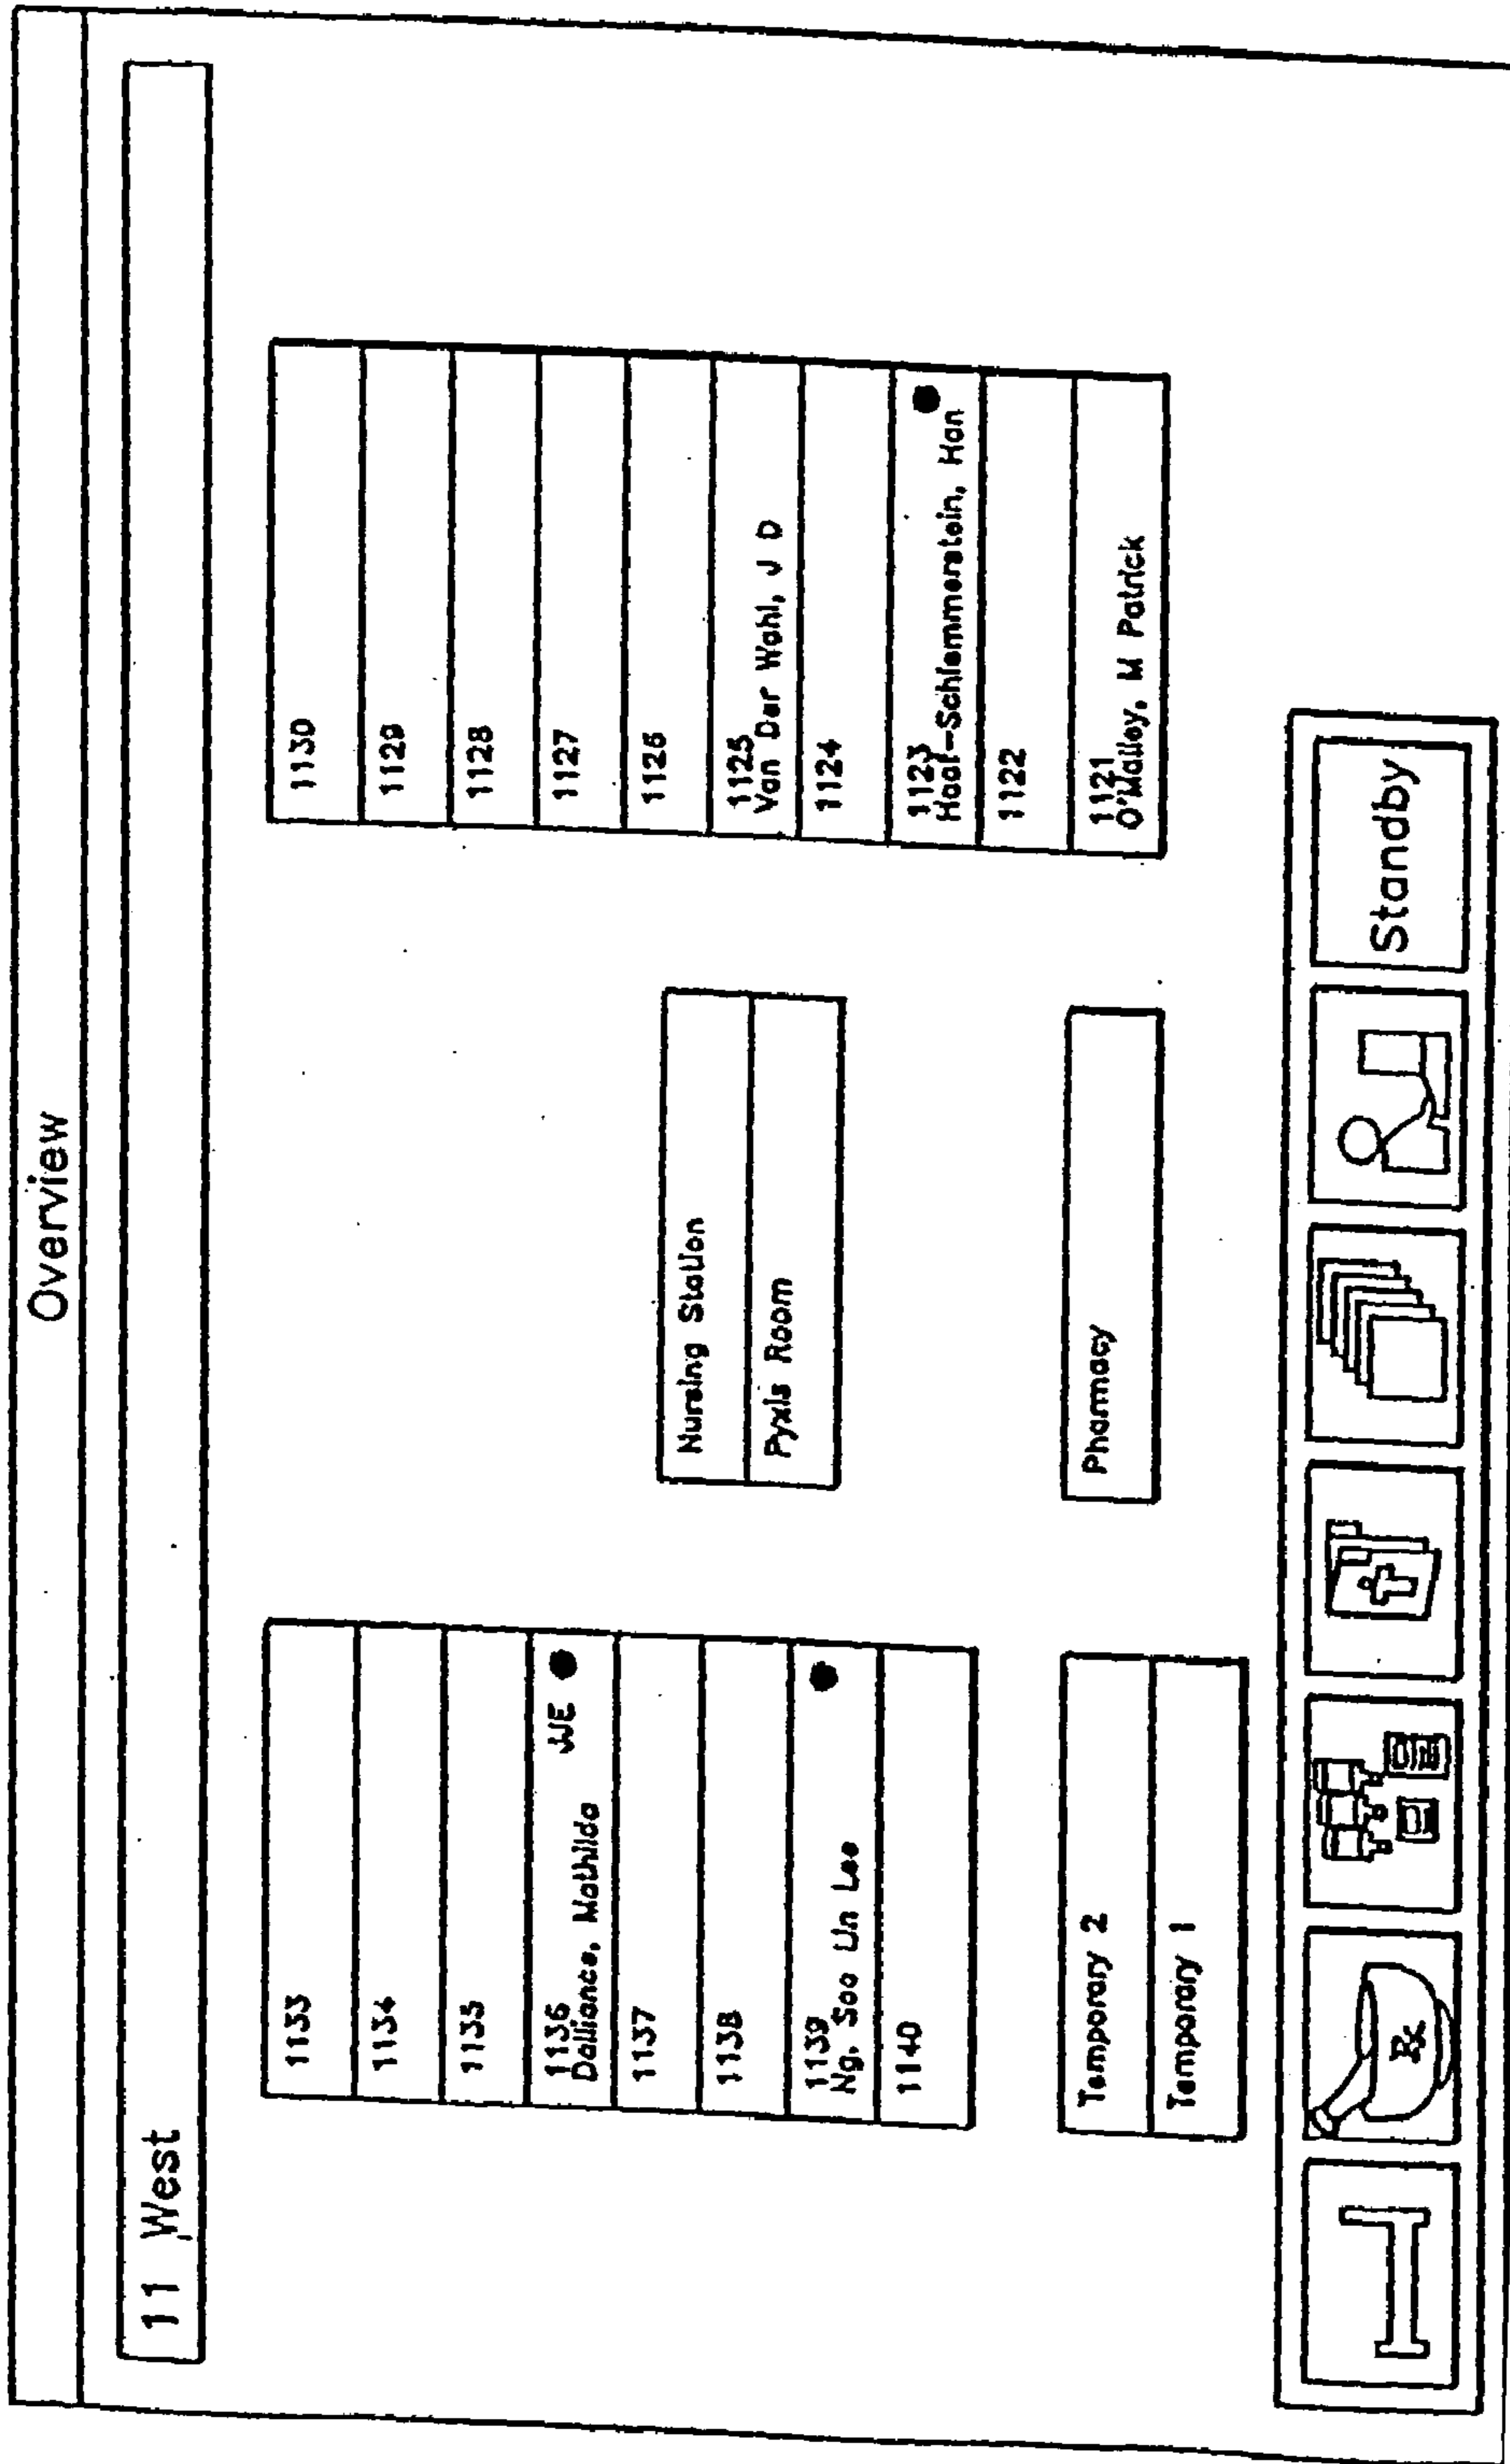 Overview
11 West
1133
1134
1135
1136
Dalliance, Mathilda JJE
1137
1138
1139
Ng, Soo Un Lee
1140
Temporary 2
Temporary 1
Nursing Station
Pyxis Room
Pharmacy
1130
1129
1128
1127
1126
1125
Van Der Wahl, J D
1124
1123
Haaf-Schlemmerstein, Han
1122
1121
O'Malley, M Patrick
Rx
Standby